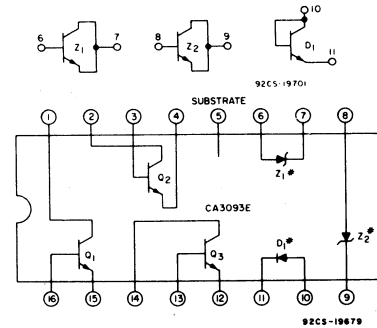 10
6 Z1 7 8 Z2 9 D1
11
92CS-19701
SUBSTRATE
1 2 3 4 5 6 7 8
Z1*
Q2
CA3093E
Q1 Q3 D1* Z2*
16 15 14 13 12 11 10 9
92CS-19679